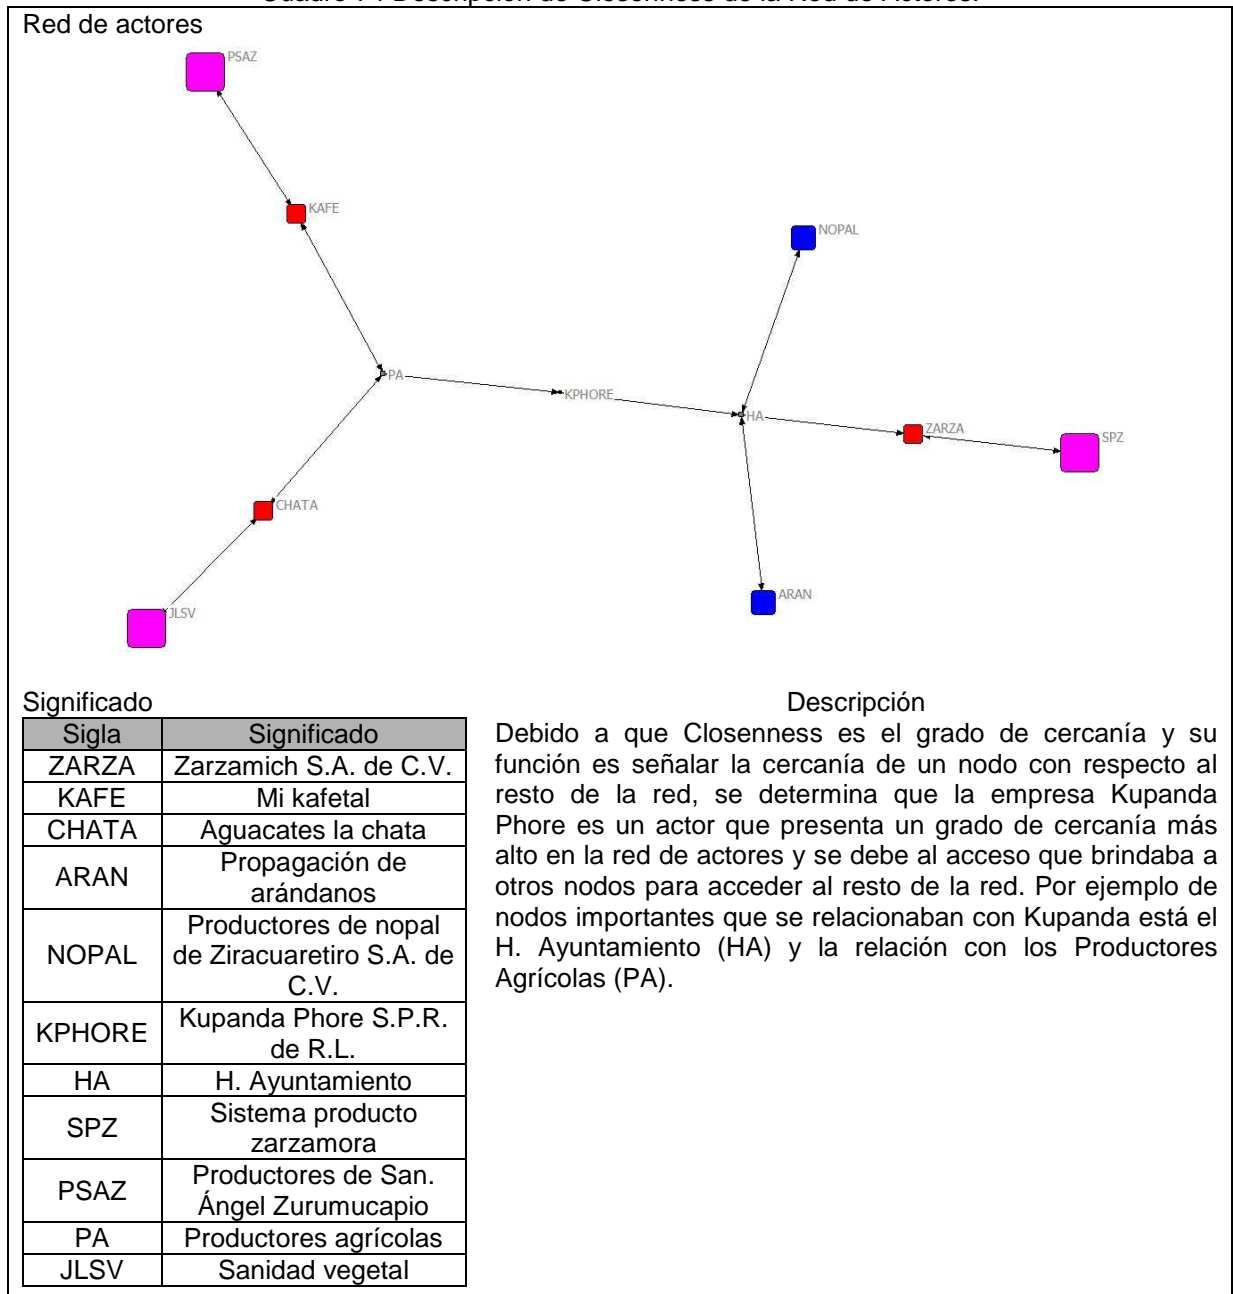 Red de actores
PSAZ
KAFE
NOPAL
PA
KPHORE
HA
ZARZA
SPZ
CHATA
ARAN
JLSV
Significado
Sigla Significado
ZARZA Zarzamich S.A. de C.V.
KAFE Mi kafetal
CHATA Aguacates la chata
ARAN Propagación de
arándanos
NOPAL Productores de nopal
de Ziracuaretiro S.A. de
C.V.
KPHORE Kupanda Phore S.P.R.
de R.L.
HA H. Ayuntamiento
SPZ Sistema producto
zarzamora
PSAZ Productores de San.
Ángel Zurumucapio
PA Productores agrícolas
JLSV Sanidad vegetal
Descripción
Debido a que Closenness es el grado de cercanía y su
función es señalar la cercanía de un nodo con respecto al
resto de la red, se determina que la empresa Kupanda
Phore es un actor que presenta un grado de cercanía más
alto en la red de actores y se debe al acceso que brindaba a
otros nodos para acceder al resto de la red. Por ejemplo de
nodos importantes que se relacionaban con Kupanda está el
H. Ayuntamiento (HA) y la relación con los Productores
Agrícolas (PA).